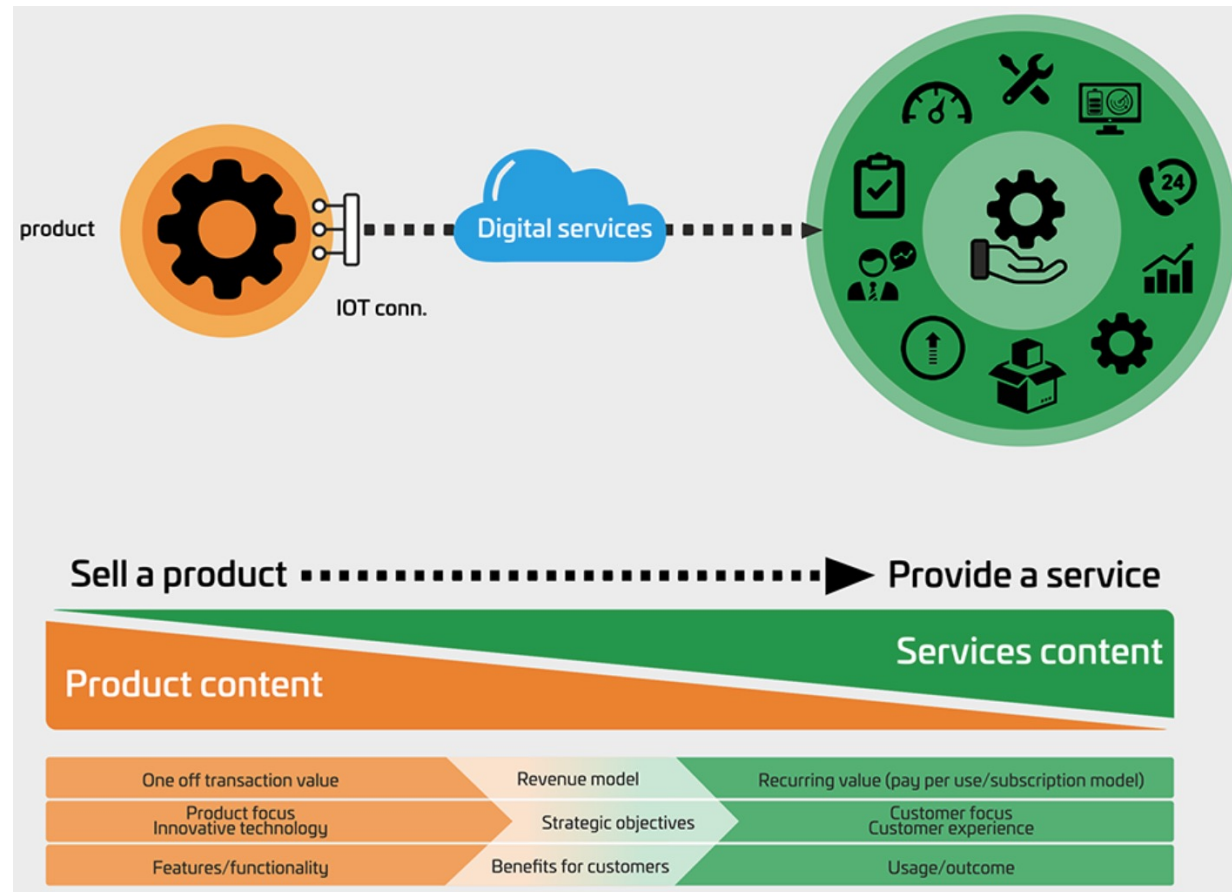 product
IOT conn.
Digital services
24
Sell a product
Provide a service
Services content
Product content
One off transaction value
Revenue model
Recurring value (pay per use/subscription model)
Product focus
Innovative technology
Strategic objectives
Customer focus
Customer experience
Features/functionality
Benefits for customers
Usage/outcome